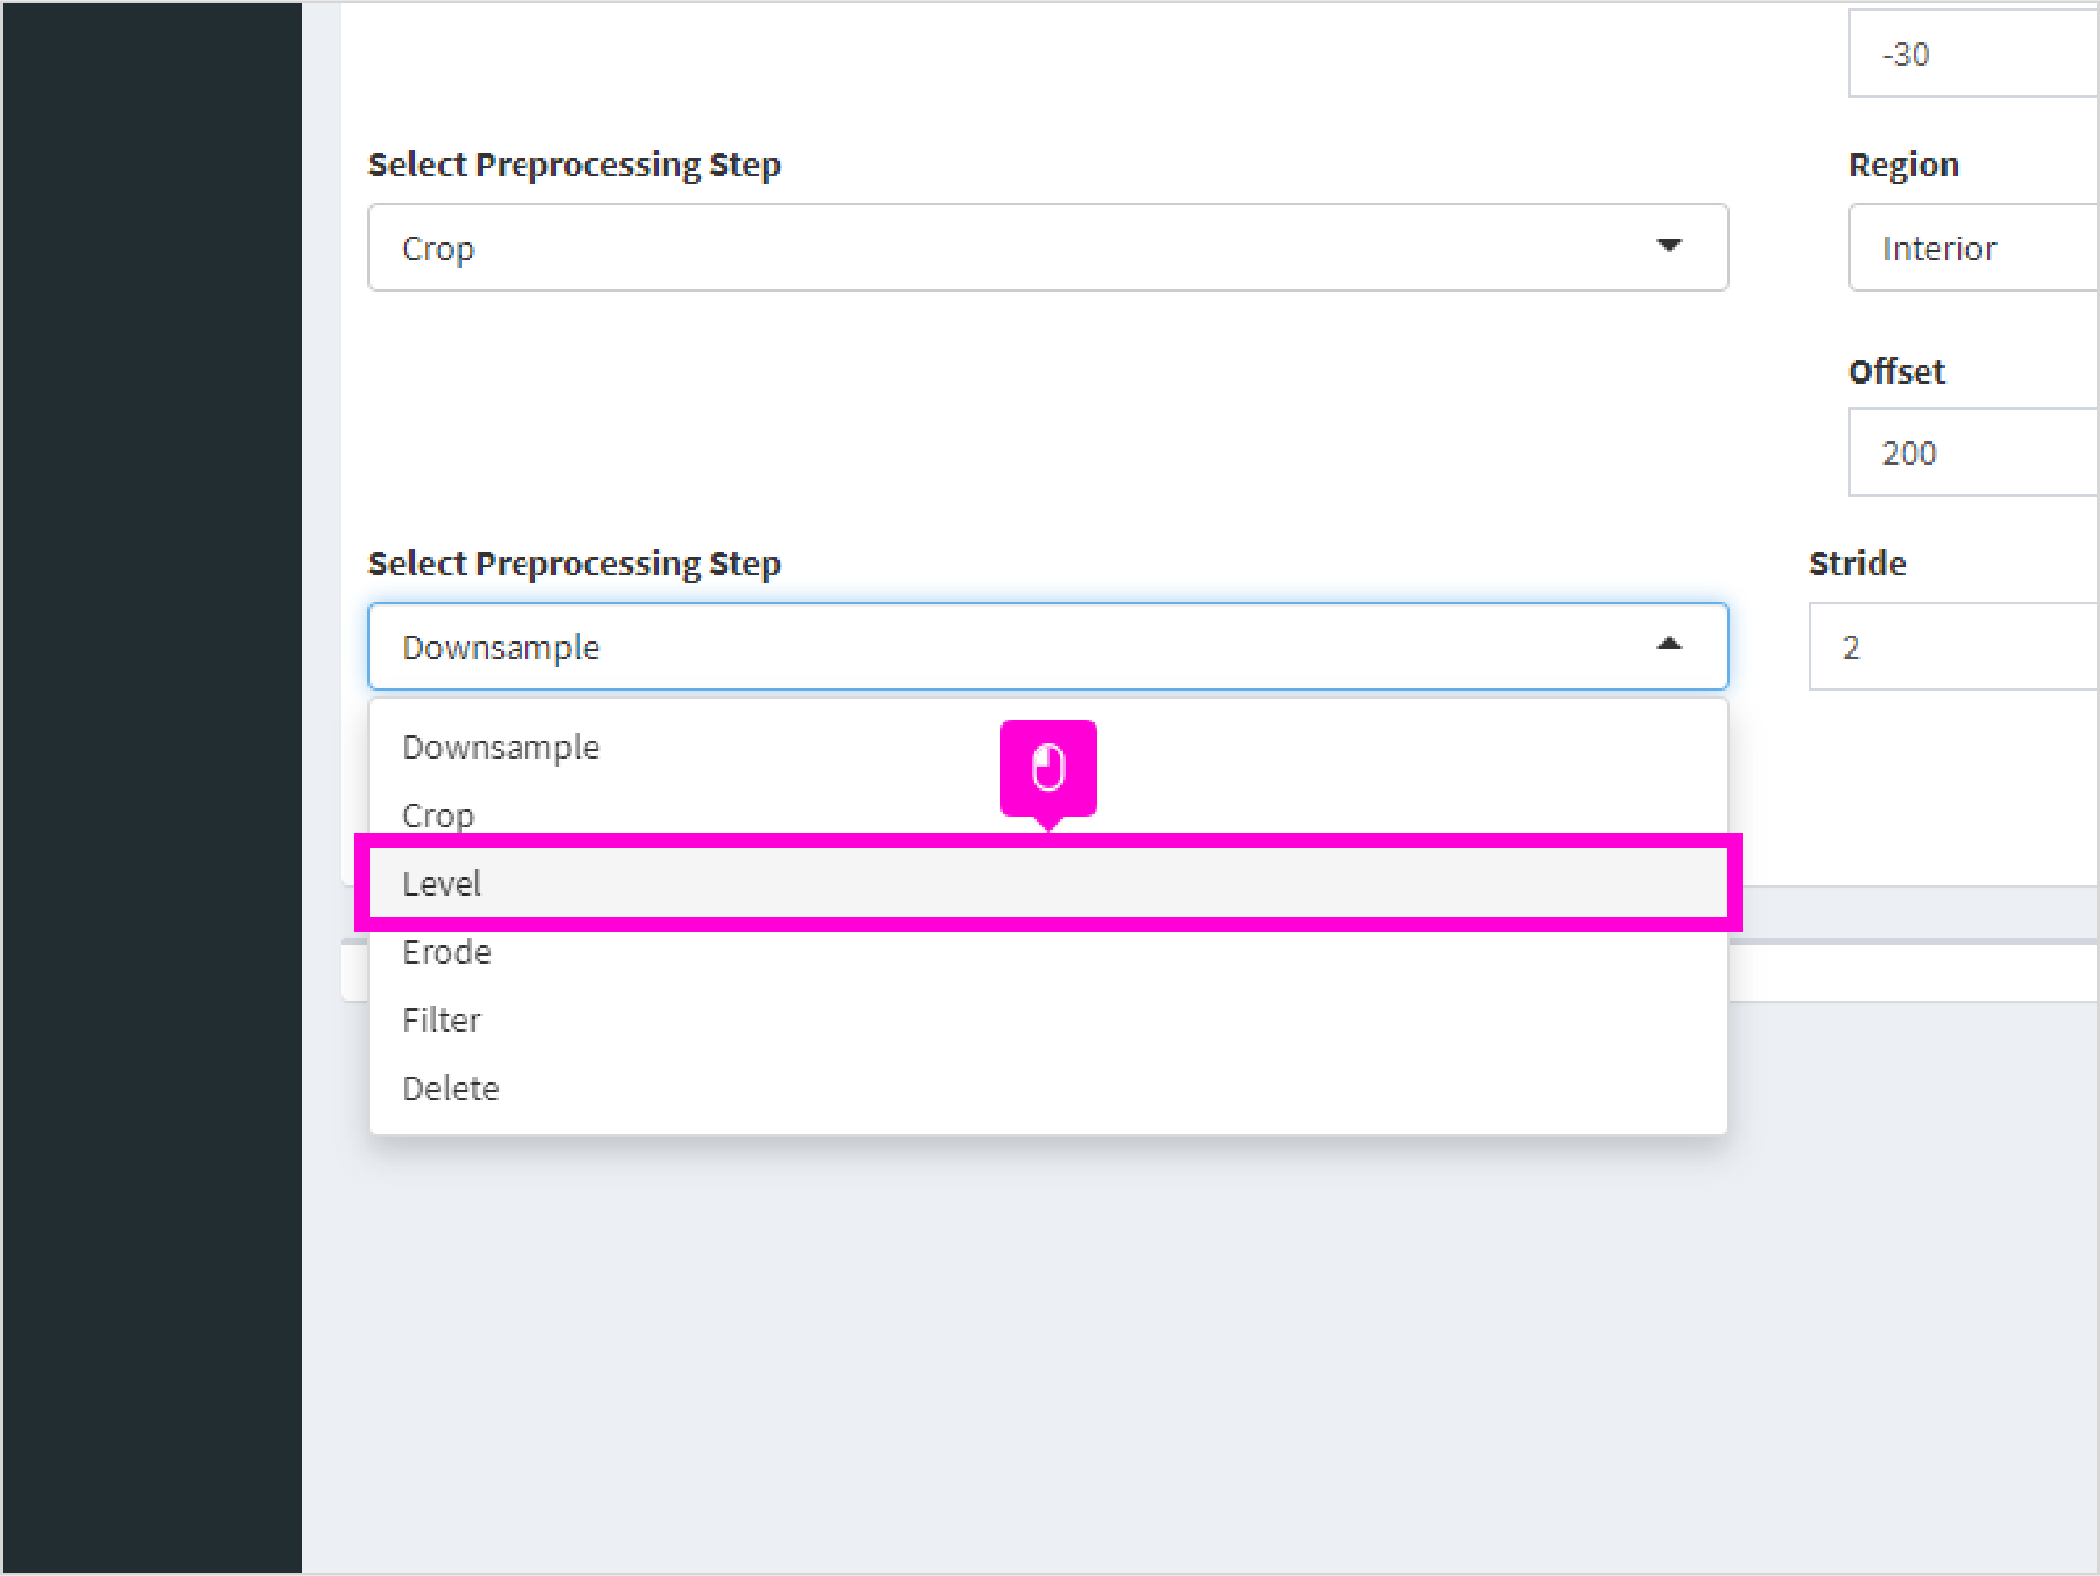 -30
Select Preprocessing Step
Region
Crop
Interior
Offset
200
Select Preprocessing Step
Stride
Downsample
2
Downsample
Crop
Level
Erode
Filter
Delete